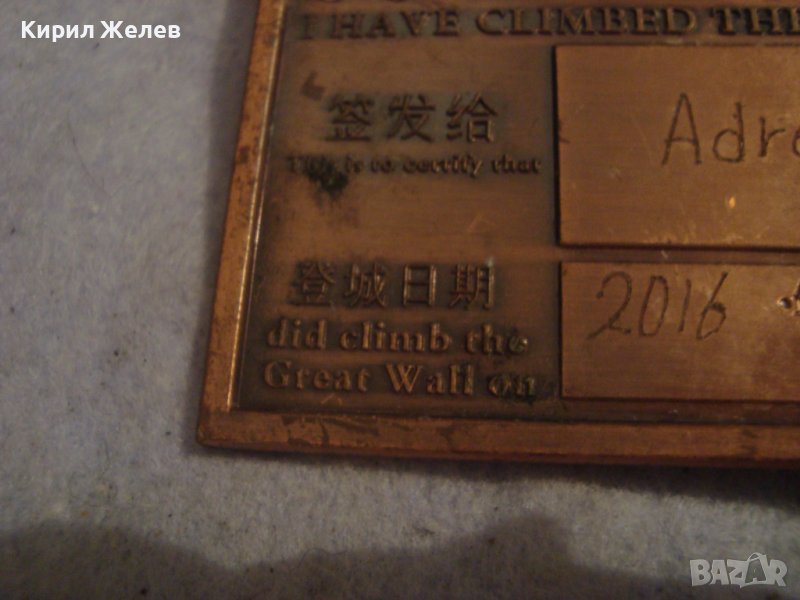 Кирил Желев
I HAVE CLIMBED THE
签发给
This is to certify that
Adr
登城日期
did climb the
Great Wall on
2016
BAZAR